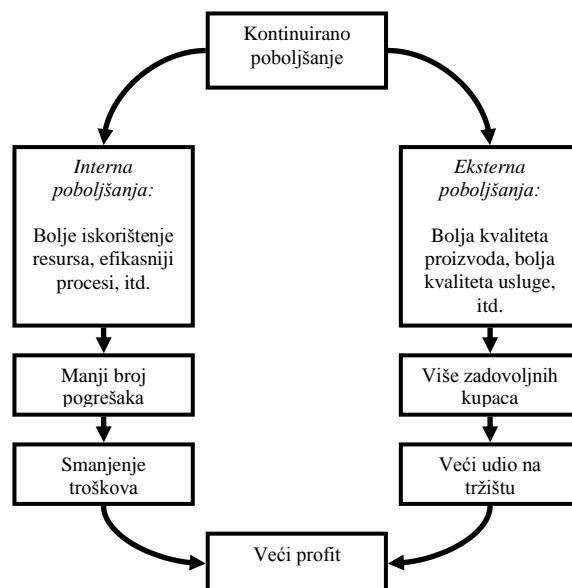 Kontinuirano
poboljšanje
Interna
poboljšanja:
Bolje iskorištenje
resursa, efikasniji
procesi, itd.
Manji broj
pogrešaka
Smanjenje
troškova
Eksterna
poboljšanja:
Bolja kvaliteta
proizvoda, bolja
kvaliteta usluge,
itd.
Više zadovoljnih
kupaca
Veći udio na
tržištu
Veći profit